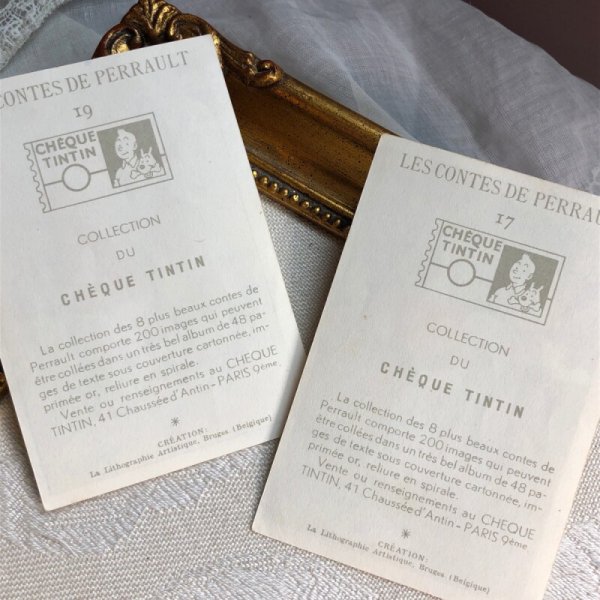 CONTES DE PERRAULT
19
CHÈQUE
TINTIN
COLLECTION
DU
CHÈQUE TINTIN
La collection des 8 plus beaux contes de
Perrault comporte 200 images qui peuvent
être collées dans un très bel album de 48 pa-
ges de texte sous couverture cartonnée, im-
primée or, reliure en spirale.
Vente ou renseignements au CHEQUE
TINTIN, 41 Chaussée d'Antin - PARIS 9ème.
*
CRÉATION:
La Lithographie Artistique, Bruges (Belgique)
LES CONTES DE PERRAU
17
CHÈQUE
TINTIN
COLLECTION
DU
CHÈQUE TINTIN
La collection des 8 plus beaux contes de
Perrault comporte 200 images qui peuvent
être collées dans un très bel album de 48 pa-
ges de texte sous couverture cartonnée, im-
primée or, reliure en spirale.
Vente ou renseignements au CHEQUE
TINTIN, 41 Chaussée d'Antin - PARIS 9ème.
*
CRÉATION:
La Lithographie Artistique, Bruges (Belgique)